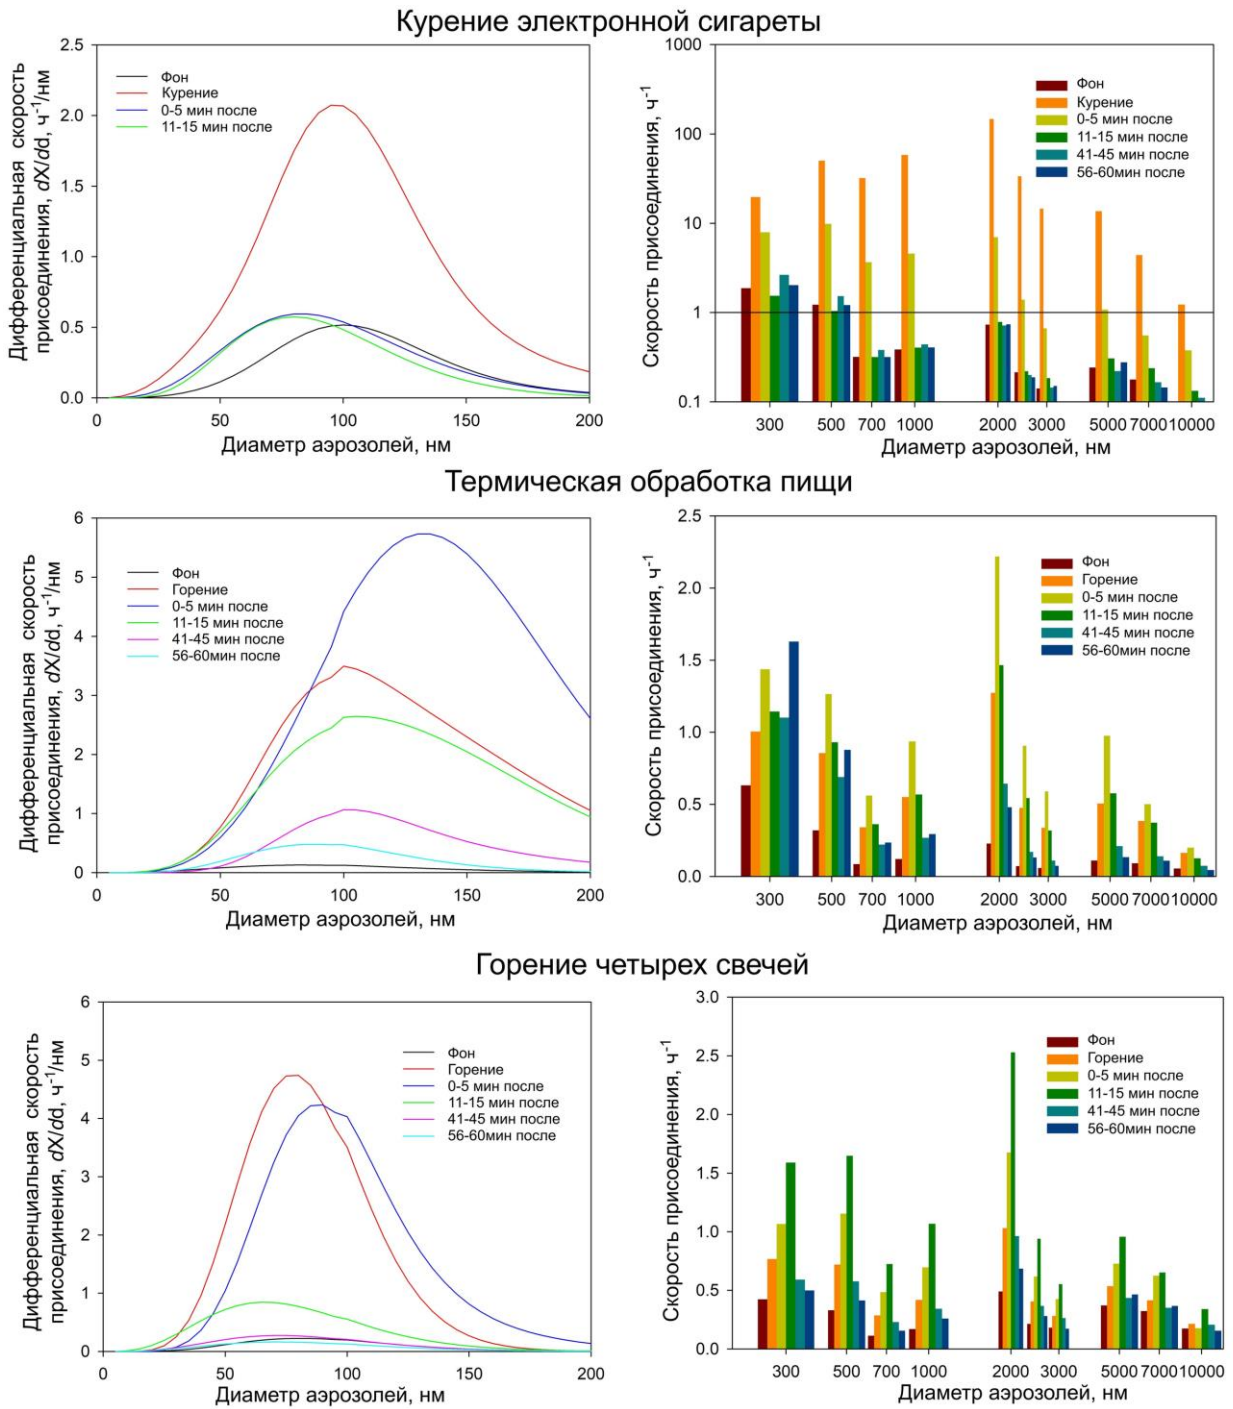 Курение электронной сигареты
Дифференциальная скорость
присоединения, dX/dd, ч⁻¹/нм
2.5
2.0
1.5
1.0
0.5
0.0
Фон
Курение
0-5 мин после
11-15 мин после
0
50
100
150
200
Диаметр аэрозолей, нм
Скорость присоединения, ч⁻¹
1000
100
10
1
0.1
Фон
Курение
0-5 мин после
11-15 мин после
41-45 мин после
56-60мин после
300
500
700
1000
2000
3000
5000
7000
10000
Диаметр аэрозолей, нм
Термическая обработка пищи
Дифференциальная скорость
присоединения, dX/dd, ч⁻¹/нм
6
5
4
3
2
1
0
Фон
Горение
0-5 мин после
11-15 мин после
41-45 мин после
56-60мин после
0
50
100
150
200
Диаметр аэрозолей, нм
Скорость присоединения, ч⁻¹
2.5
2.0
1.5
1.0
0.5
0.0
Фон
Горение
0-5 мин после
11-15 мин после
41-45 мин после
56-60мин после
300
500
700
1000
2000
3000
5000
7000
10000
Диаметр аэрозолей, нм
Горение четырех свечей
Дифференциальная скорость
присоединения, dX/dd, ч⁻¹/нм
6
5
4
3
2
1
0
Фон
Горение
0-5 мин после
11-15 мин после
41-45 мин после
56-60мин после
0
50
100
150
200
Диаметр аэрозолей, нм
Скорость присоединения, ч⁻¹
3.0
2.5
2.0
1.5
1.0
0.5
0.0
Фон
Горение
0-5 мин после
11-15 мин после
41-45 мин после
56-60мин после
300
500
700
1000
2000
3000
5000
7000
10000
Диаметр аэрозолей, нм